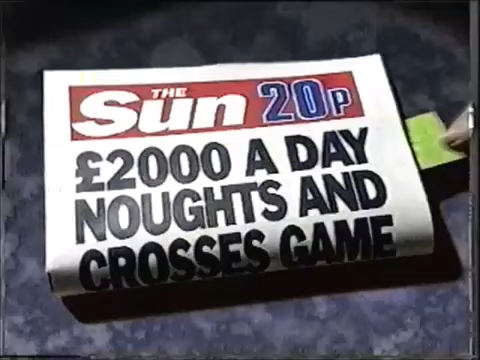 THE
Sun 20p
£2000 A DAY
NOUGHTS AND
CROSSES GAME